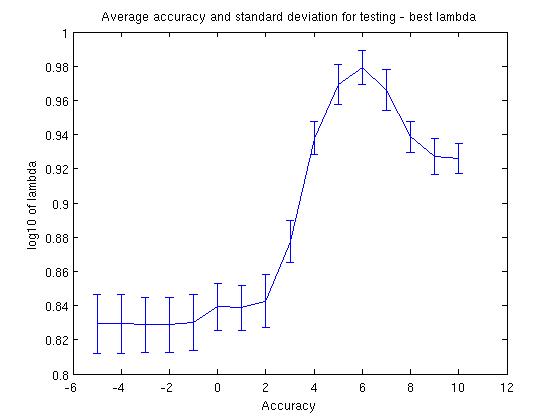 Average accuracy and standard deviation for testing - best lambda
1
0.98
0.96
0.94
0.92
0.9
0.88
0.86
0.84
0.82
0.8
log10 of lambda
-6 -4 -2 0 2 4 6 8 10 12
Accuracy